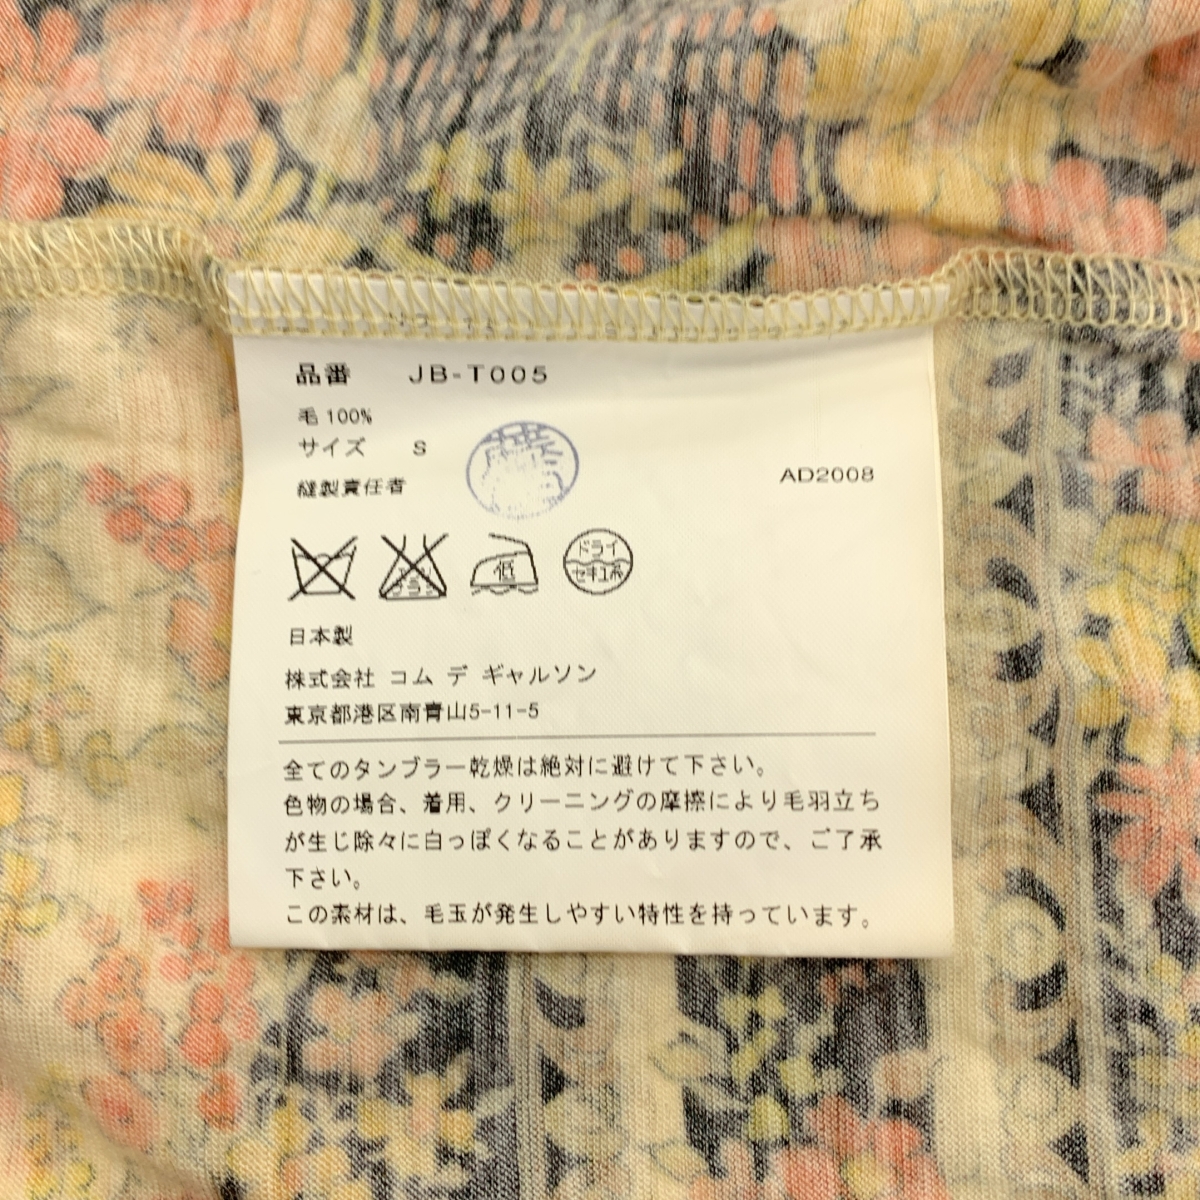 品番 JB-T005
毛 100%
サイズ S
縫製責任者
AD2008
低
ドライ
セキユ系
日本製
株式会社 コム デ ギャルソン
東京都港区南青山5-11-5
全てのタンブラー乾燥は絶対に避けて下さい。
色物の場合、着用、クリーニングの摩擦により毛羽立ち
が生じ除々に白っぽくなることがありますので、ご了承
下さい。
この素材は、毛玉が発生しやすい特性を持っています。